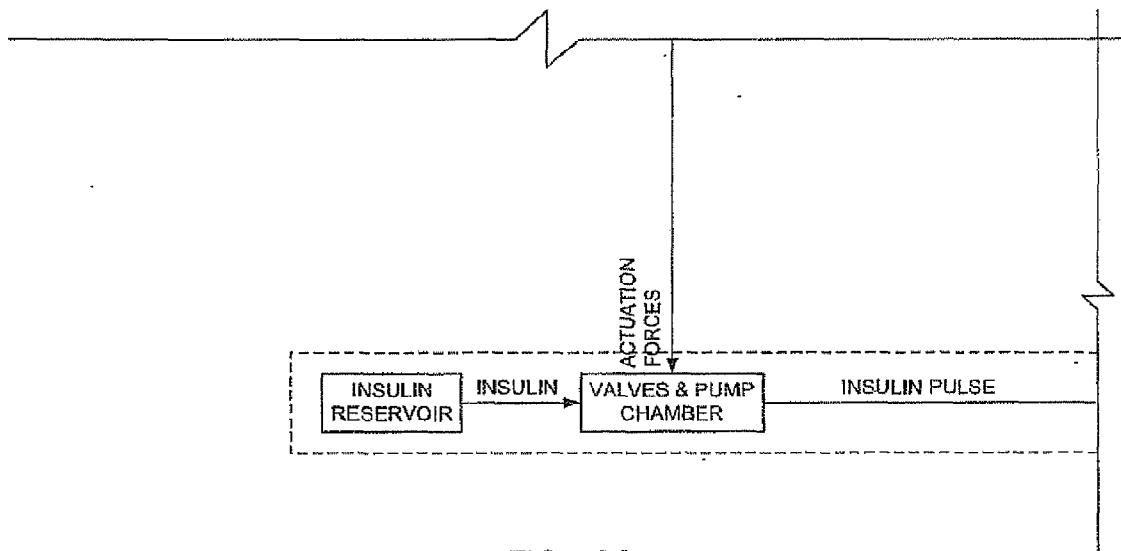 ACTUATION
FORCES
INSULIN
RESERVOIR
INSULIN
VALVES & PUMP
CHAMBER
INSULIN PULSE